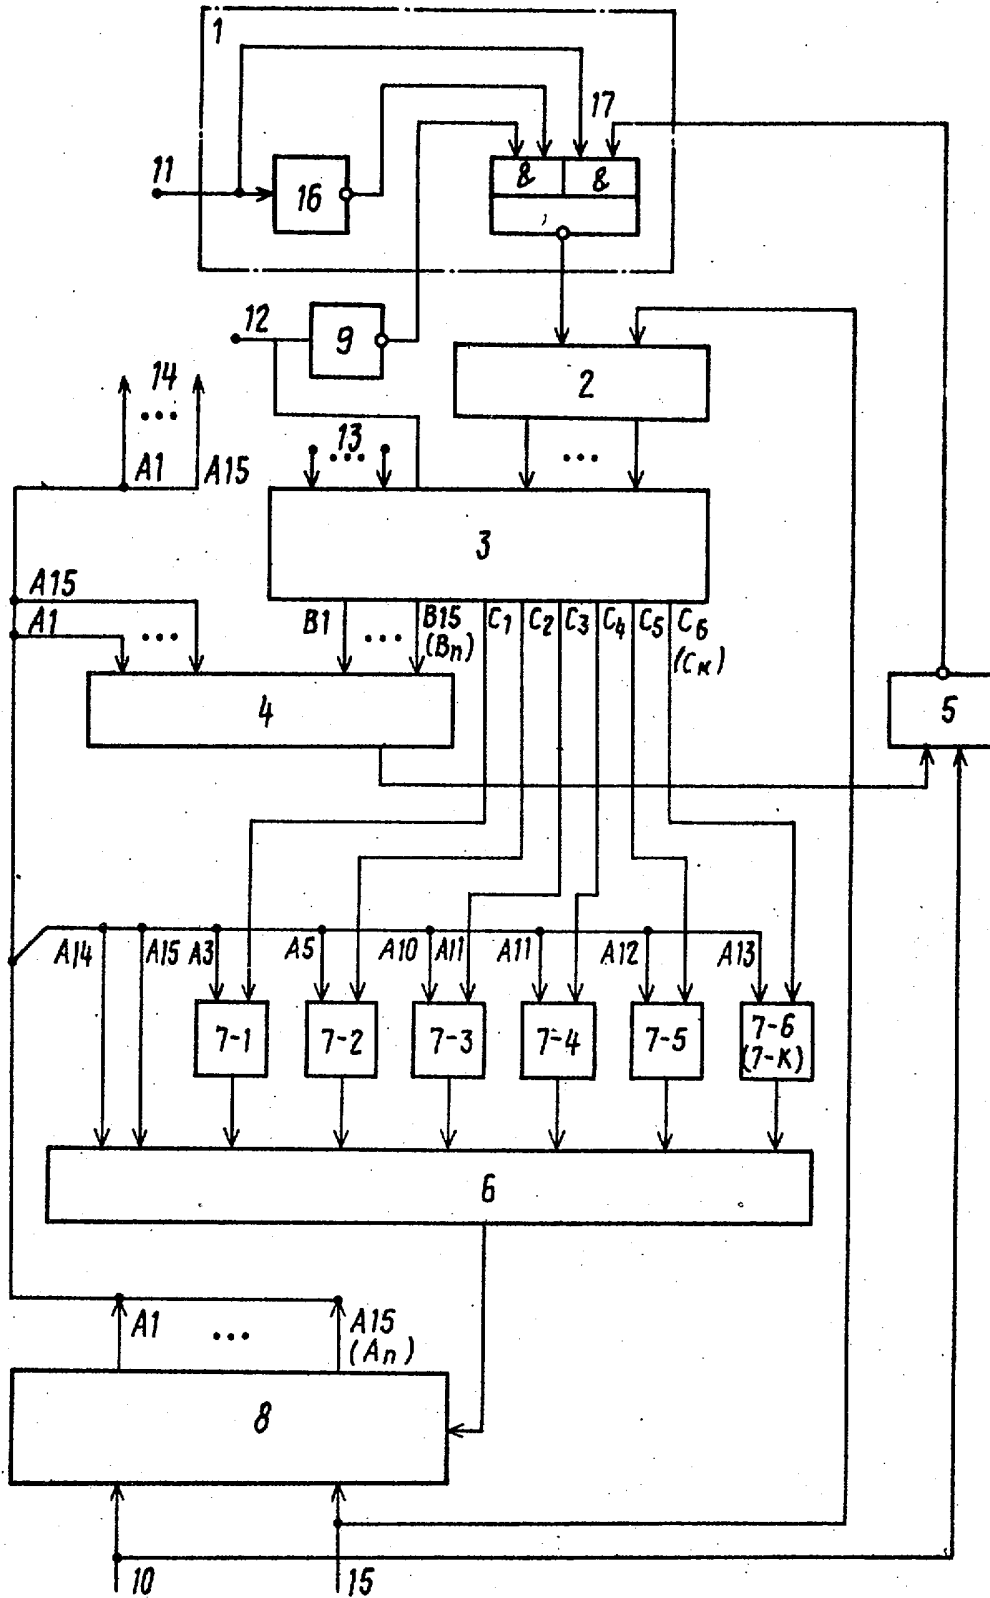 1
17
11
16
& &
12
9
2
14
13
A1 A15
3
A15
A1
B1 B15 C1 C2 C3 C4 C5 C6
(Bп) (Cк)
4
5
A14 A15 A3 A5 A10 A11 A11 A12 A13
7-1 7-2 7-3 7-4 7-5 7-6
(7-К)
6
A1 A15
(Aп)
8
10 15